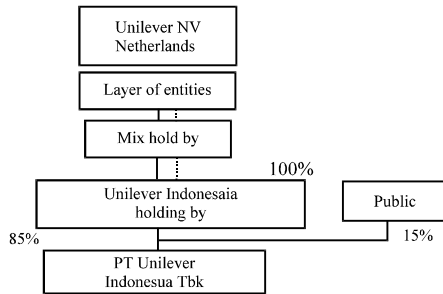 Unilever NV
Netherlands
Layer of entities
Mix hold by
100%
Unilever Indonesaia
holding by
Public
85%
15%
PT Unilever
Indonesua Tbk